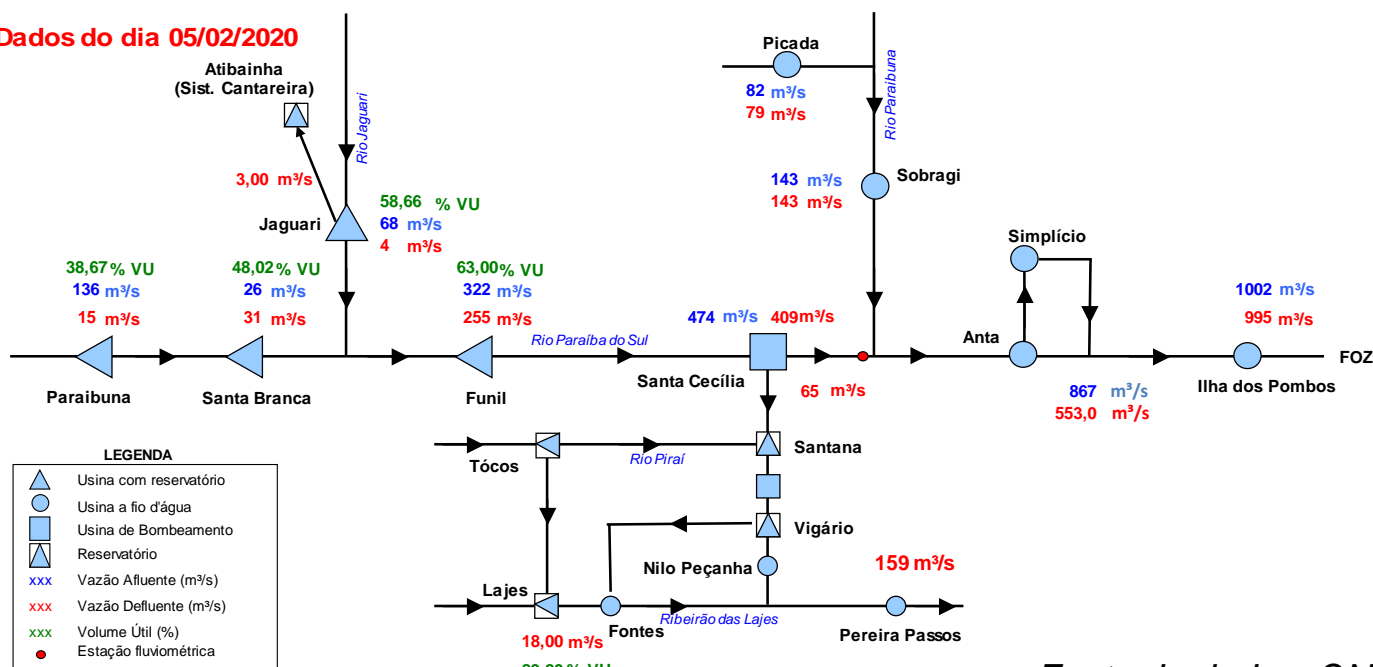 Dados do dia 05/02/2020
Atibainha
(Sist. Cantareira)
Rio Jaguari
3,00 m³/s
Jaguari
58,66 % VU
68 m³/s
4 m³/s
Picada
82 m³/s
79 m³/s
Rio Paraibuna
143 m³/s
143 m³/s
Sobragi
Simplício
38,67% VU
136 m³/s
15 m³/s
Paraibuna
48,02% VU
26 m³/s
31 m³/s
Santa Branca
63,00% VU
322 m³/s
255 m³/s
Funil
Rio Paraíba do Sul
474 m³/s 409m³/s
Santa Cecília
65 m³/s
Anta
867 m³/s
553,0 m³/s
1002 m³/s
995 m³/s
Ilha dos Pombos
FOZ
Tócos
Rio Piraí
Santana
Vigário
Nilo Peçanha
159 m³/s
Lajes
18,00 m³/s
Fontes
Ribeirão das Lajes
Pereira Passos
LEGENDA
Usina com reservatório
Usina a fio d'água
Usina de Bombeamento
Reservatório
xxx Vazão Afluente (m³/s)
xxx Vazão Defluente (m³/s)
xxx Volume Útil (%)
Estação fluviométrica